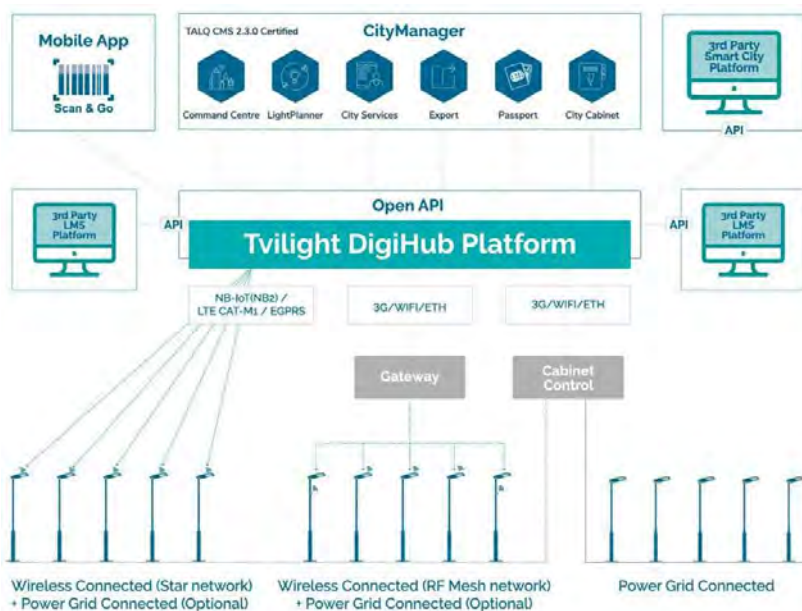 Mobile App
Scan & Go
TALQ CMS 2.3.0 Certified
CityManager
Command Centre
LightPlanner
City Services
Export
Passport
City Cabinet
3rd Party
Smart City
Platform
API
3rd Party
LMS
Platform
API
Open API
Tvilight DigiHub Platform
API
3rd Party
LMS
Platform
NB-IoT(NB2) /
LTE CAT-M1 / EGPRS
3G/WIFI/ETH
3G/WIFI/ETH
Gateway
Cabinet
Control
Wireless Connected (Star network)
+ Power Grid Connected (Optional)
Wireless Connected (RF Mesh network)
+ Power Grid Connected (Optional)
Power Grid Connected